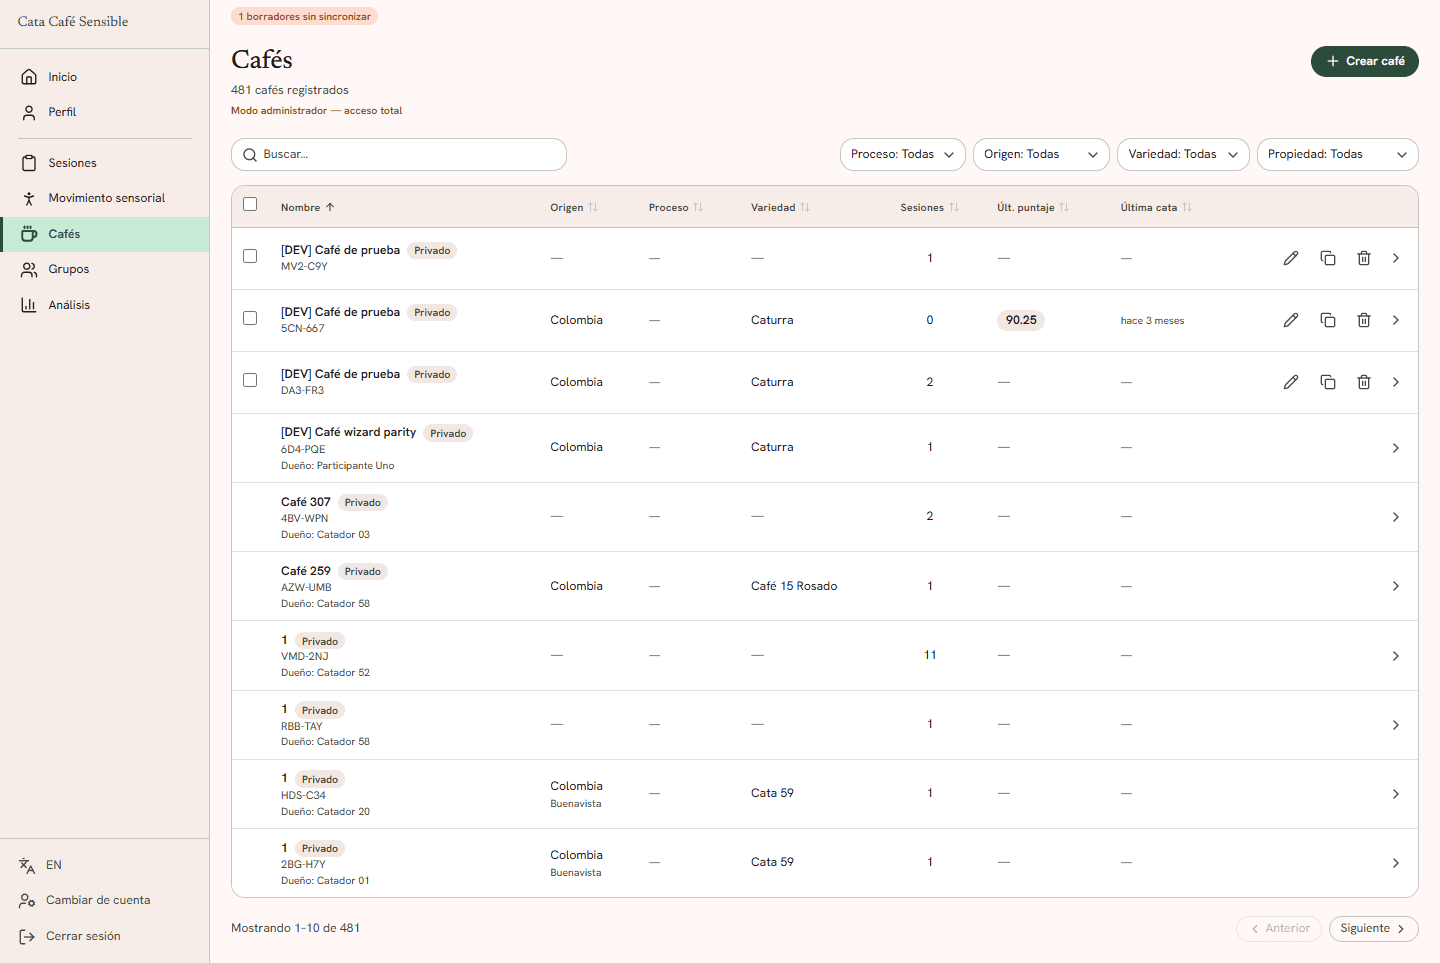 Cata Café Sensible
Inicio
Perfil
Sesiones
Movimiento sensorial
Cafés
Grupos
Análisis
EN
Cambiar de cuenta
Cerrar sesión
1 borradores sin sincronizar
Cafés
481 cafés registrados
Modo administrador — acceso total
Crear café
Buscar...
Proceso: Todas
Origen: Todas
Variedad: Todas
Propiedad: Todas
Nombre Origen Proceso Variedad Sesiones Últ. puntaje Última cata
[DEV] Café de prueba Privado
MV2-C9Y
— — — 1 — —
[DEV] Café de prueba Privado
5CN-667
Colombia — Caturra 0 90.25 hace 3 meses
[DEV] Café de prueba Privado
DA3-FR3
Colombia — Caturra 2 — —
[DEV] Café wizard parity Privado
6D4-PQE
Dueño: Participante Uno
Colombia — Caturra 1 — —
Café 307 Privado
4BV-WPN
Dueño: Catador 03
— — — 2 — —
Café 259 Privado
AZW-UMB
Dueño: Catador 58
Colombia — Café 15 Rosado 1 — —
1 Privado
VMD-2NJ
Dueño: Catador 52
— — — 11 — —
1 Privado
RBB-TAY
Dueño: Catador 58
— — — 1 — —
1 Privado
HDS-C34
Dueño: Catador 20
Colombia
Buenavista
— Cata 59 1 — —
1 Privado
2BG-H7Y
Dueño: Catador 01
Colombia
Buenavista
— Cata 59 1 — —
Mostrando 1–10 de 481
Anterior
Siguiente